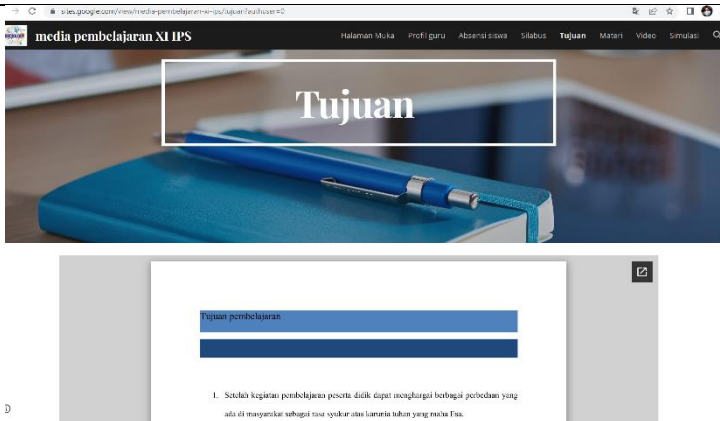 sites.google.com/view/media-pembelajaran-xi-ips/tujuan?authuser=0
media pembelajaran XI IPS
Halaman Muka Profil guru Absensi siswa Silabus Tujuan Materi Video Simulasi
Tujuan
Tujuan pembelajaran
1. Setelah kegiatan pembelajaran peserta didik dapat menghargai berbagai perbedaan yang
ada di masyarakat sebagai rasa syukur atas karunia tuhan yang maha Esa.